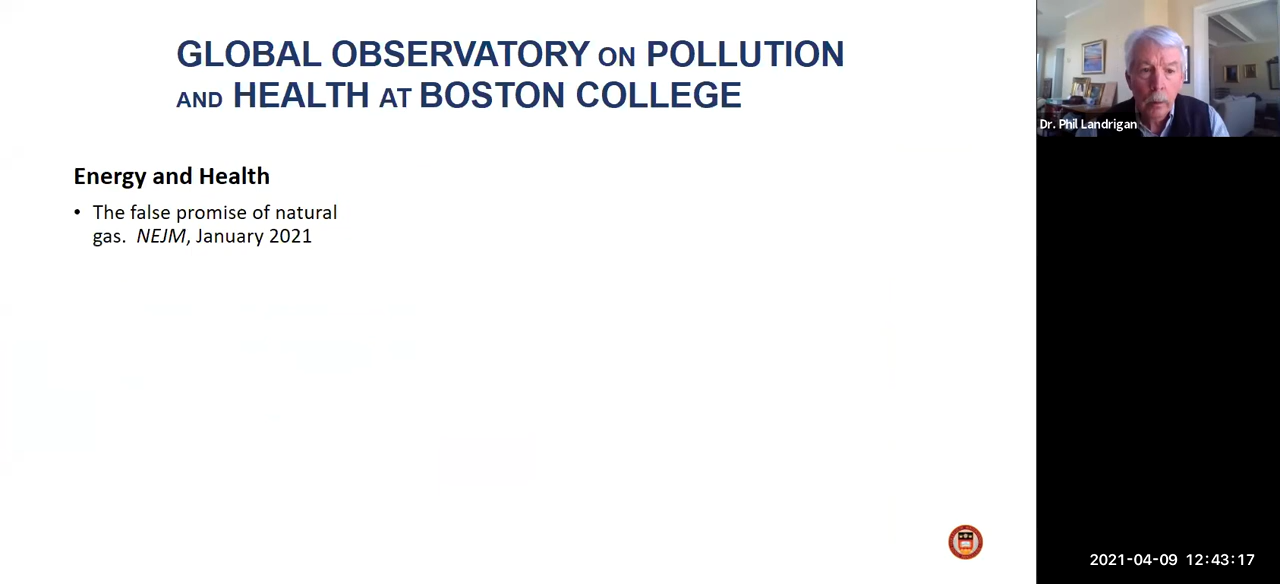 GLOBAL OBSERVATORY ON POLLUTION
AND HEALTH AT BOSTON COLLEGE
Energy and Health
• The false promise of natural
gas. NEJM, January 2021
Dr. Phil Landrigan
2021-04-09 12:43:17